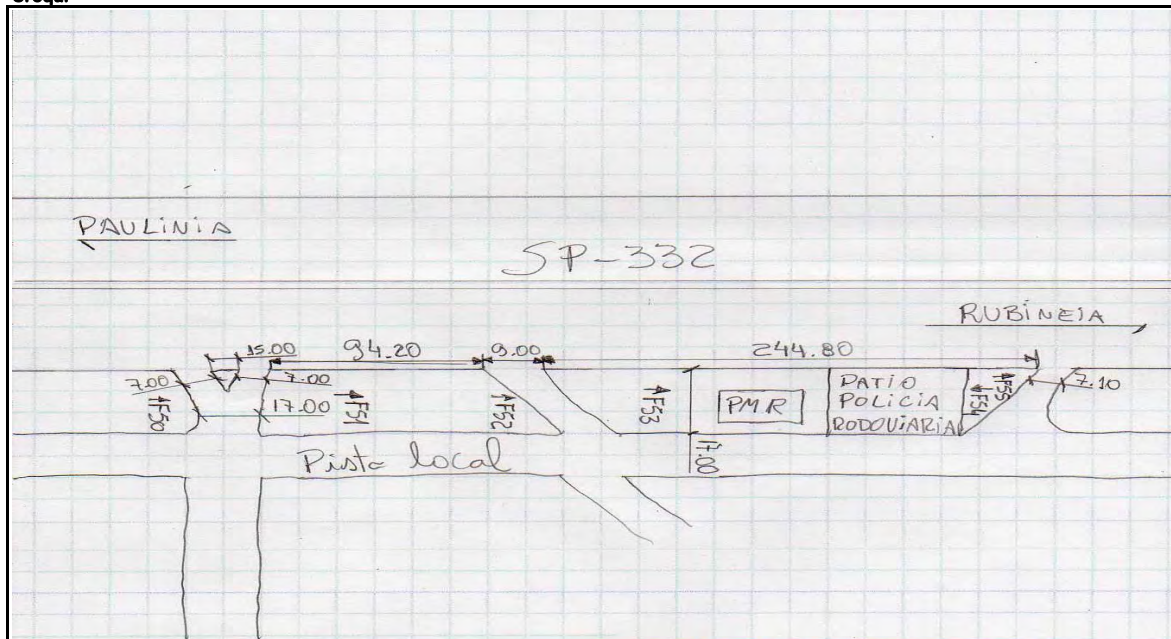 Croqui
PAULINIA
SP-332
RUBINEIA
15.00
94.20
9.00
244.80
7.00
7.00
17.00
F50
F51
F52
F53
PMR
PATIO
POLICIA
RODOVIARIA
F54
F55
7.10
17.00
Pista local